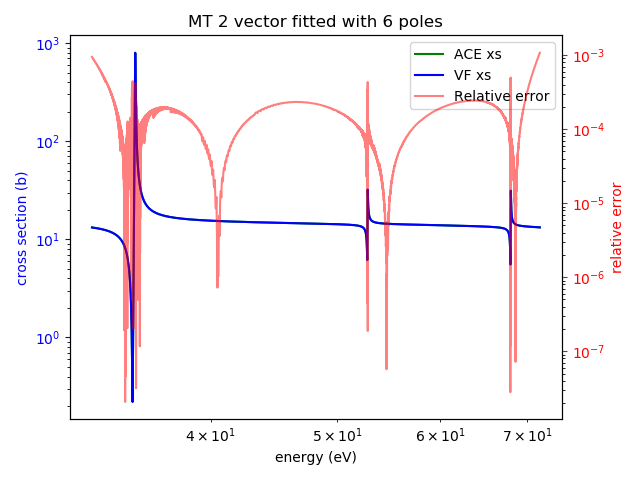 MT 2 vector fitted with 6 poles
ACE xs
VF xs
Relative error
cross section (b)
10³
10²
10¹
10⁰
relative error
10⁻³
10⁻⁴
10⁻⁵
10⁻⁶
10⁻⁷
4 × 10¹
5 × 10¹
6 × 10¹
7 × 10¹
energy (eV)